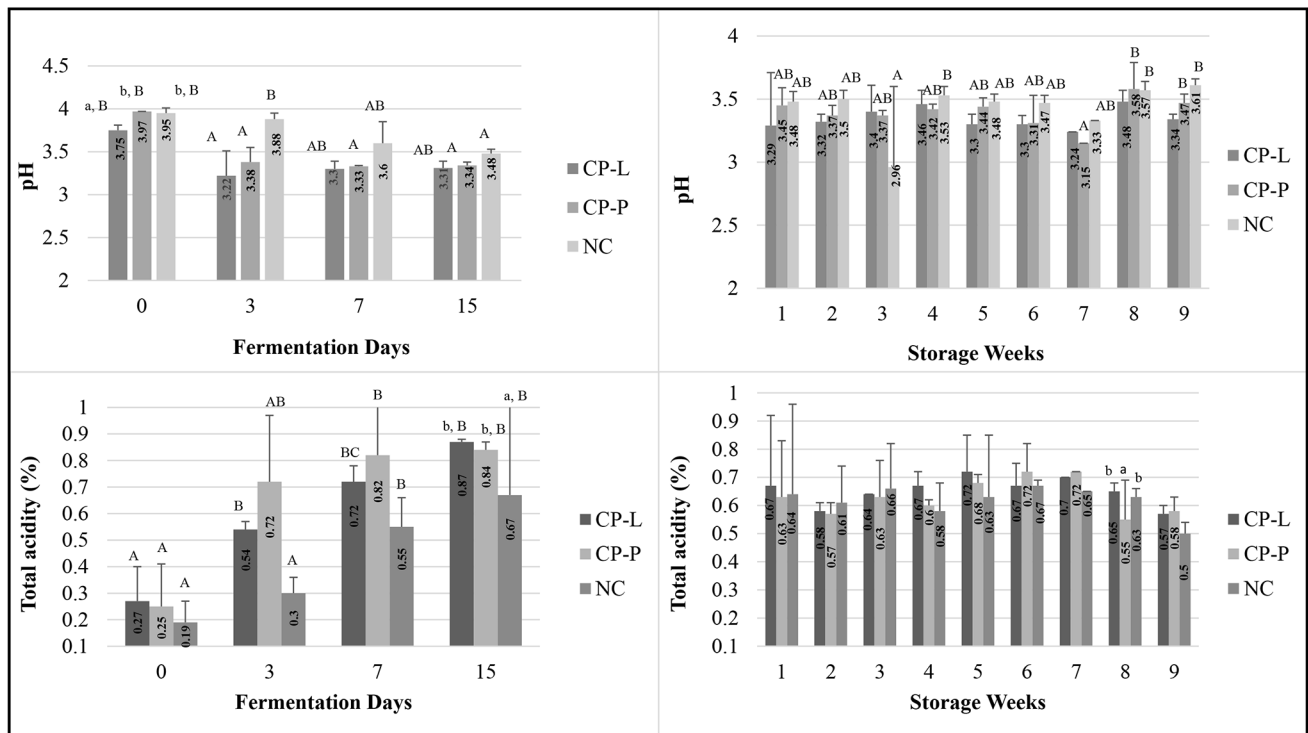 4.5
4
3.5
3
2.5
2
pH
a, B
b, B
b, B
A
A
B
AB
A
AB
AB
A
A
3.75
3.97
3.95
3.22
3.38
3.88
3.3
3.33
3.6
3.31
3.34
3.48
0
3
7
15
Fermentation Days
CP-L
CP-P
NC
4
3.5
3
2.5
2
pH
AB
AB
AB
AB
AB
A
AB
B
AB
AB
AB
AB
A
AB
B
B
B
B
3.29
3.45
3.48
3.32
3.37
3.5
3.4
3.37
2.96
3.46
3.42
3.53
3.3
3.44
3.48
3.3
3.31
3.47
3.24
3.15
3.33
3.48
3.58
3.57
3.34
3.47
3.61
1
2
3
4
5
6
7
8
9
Storage Weeks
CP-L
CP-P
NC
1
0.9
0.8
0.7
0.6
0.5
0.4
0.3
0.2
0.1
Total acidity (%)
A
A
A
B
AB
A
BC
B
B
b, B
b, B
a, B
0.27
0.25
0.19
0.54
0.72
0.3
0.72
0.82
0.55
0.87
0.84
0.67
0
3
7
15
Fermentation Days
CP-L
CP-P
NC
1
0.9
0.8
0.7
0.6
0.5
0.4
0.3
0.2
0.1
Total acidity (%)
b
a
b
0.67
0.63
0.64
0.58
0.57
0.61
0.64
0.63
0.66
0.67
0.6
0.58
0.72
0.68
0.63
0.67
0.72
0.67
0.7
0.72
0.65
0.65
0.55
0.63
0.57
0.58
0.5
1
2
3
4
5
6
7
8
9
Storage Weeks
CP-L
CP-P
NC